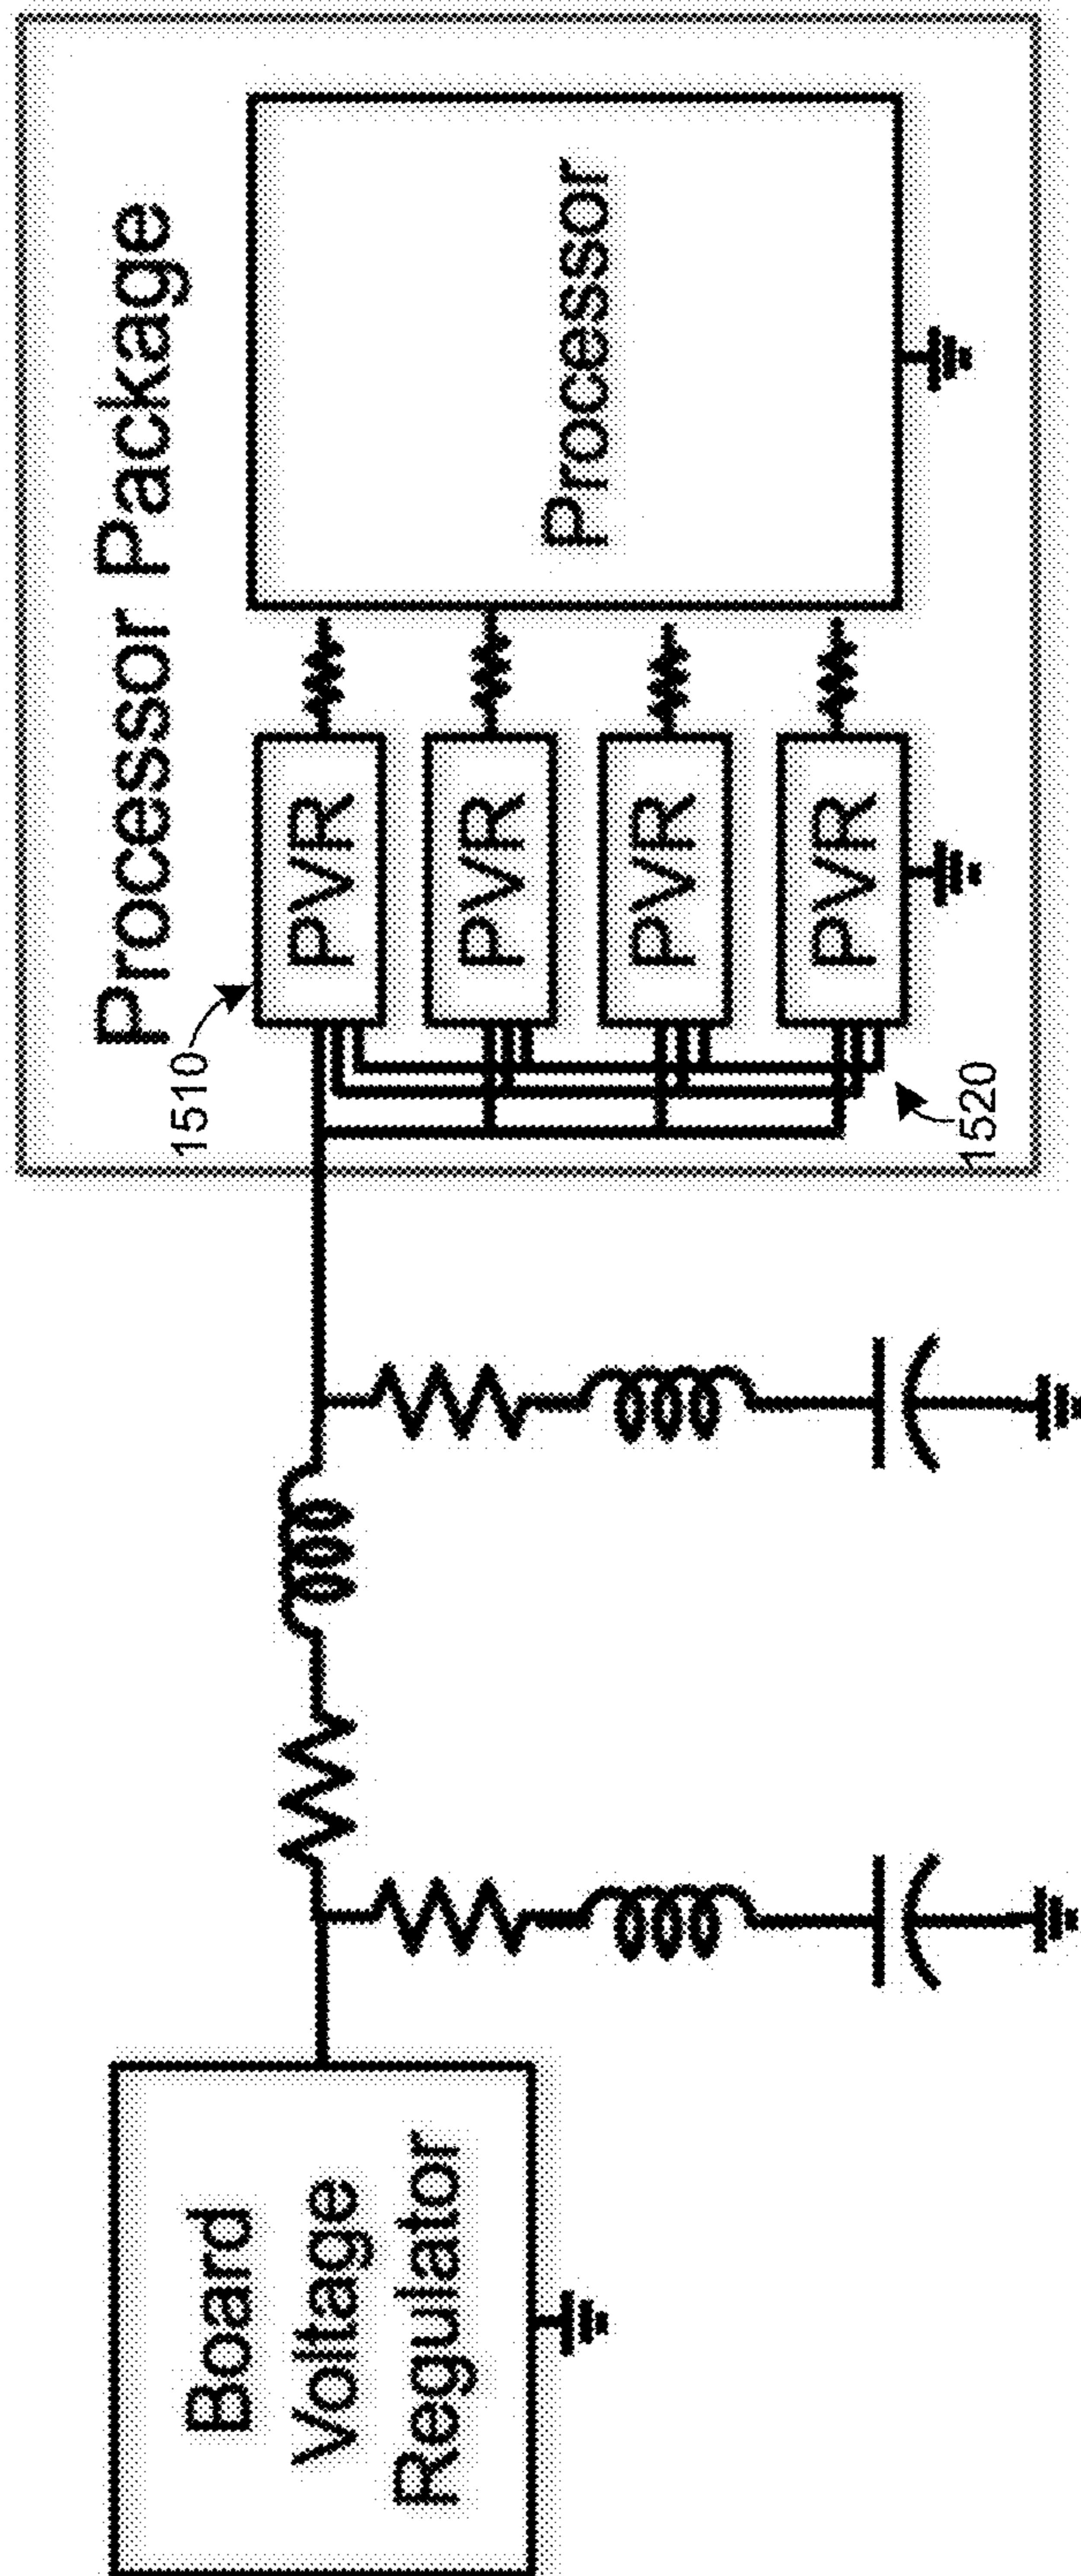 Processor Package
1510
PVR
PVR
PVR
PVR
Processor
1520
Board
Voltage
Regulator